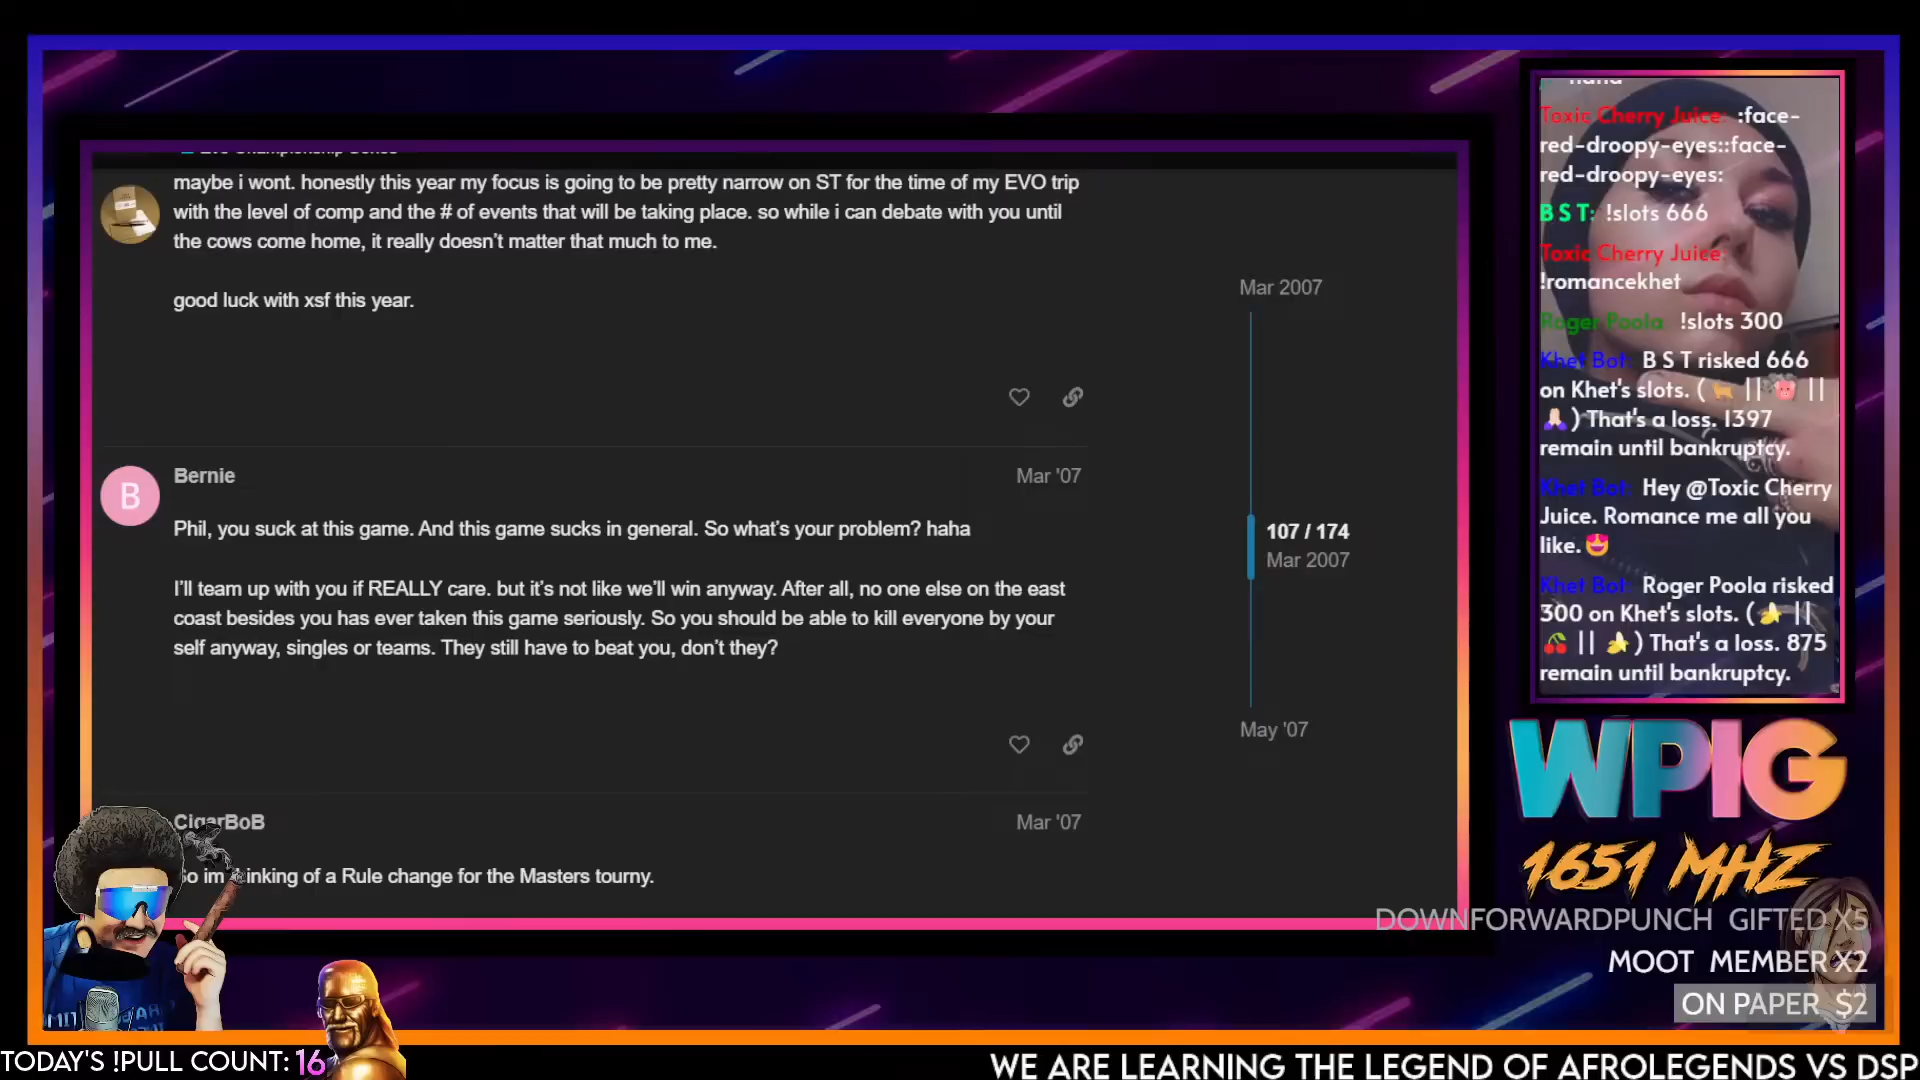 Evo Championship Series
maybe i wont. honestly this year my focus is going to be pretty narrow on ST for the time of my EVO trip
with the level of comp and the # of events that will be taking place. so while i can debate with you until
the cows come home, it really doesn't matter that much to me.
good luck with xsf this year.
Mar 2007
B
Bernie
Mar '07
Phil, you suck at this game. And this game sucks in general. So what's your problem? haha
I'll team up with you if REALLY care. but it's not like we'll win anyway. After all, no one else on the east
coast besides you has ever taken this game seriously. So you should be able to kill everyone by your
self anyway, singles or teams. They still have to beat you, don't they?
107 / 174
Mar 2007
May '07
CigarBoB
Mar '07
inking of a Rule change for the Masters tourny.
Toxic Cherry Juice: :face-
red-droopy-eyes::face-
red-droopy-eyes:
B S T: !slots 666
Toxic Cherry Juice:
!romancekhet
Roger Poola: !slots 300
Khet Bot: B S T risked 666
on Khet's slots. ( || ||
) That's a loss. 1397
remain until bankruptcy.
Khet Bot: Hey @Toxic Cherry
Juice. Romance me all you
like.
Khet Bot: Roger Poola risked
300 on Khet's slots. ( ||
|| ) That's a loss. 875
remain until bankruptcy.
WPIG
1651 MHZ
DOWNFORWARDPUNCH GIFTED X5
MOOT MEMBER X2
ON PAPER $2
TODAY'S !PULL COUNT: 16
WE ARE LEARNING THE LEGEND OF AFROLEGENDS VS DSP